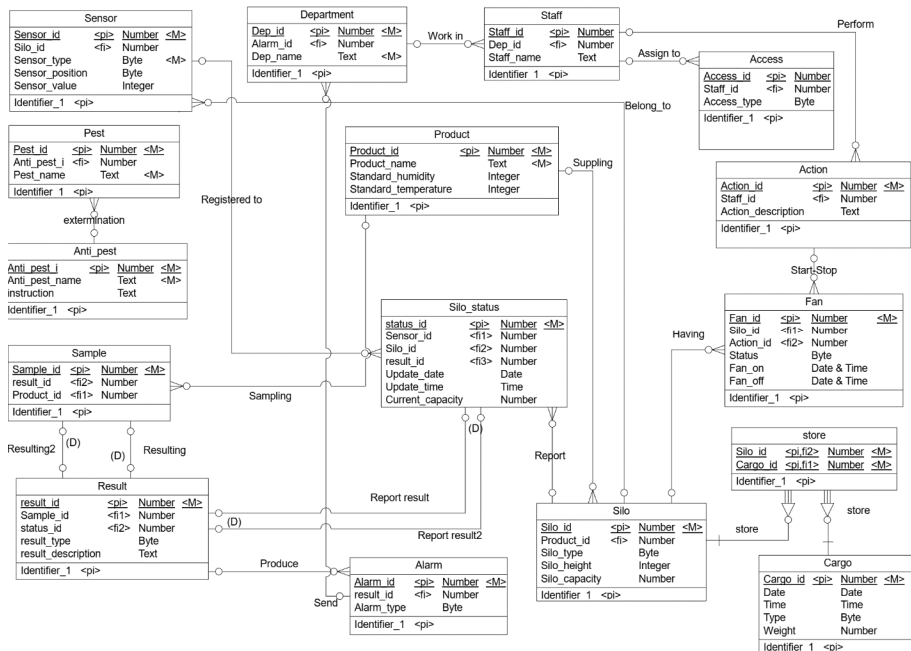 Sensor
Sensor_id <pi> Number <M>
Silo_id <fi> Number
Sensor_type Byte <M>
Sensor_position Byte
Sensor_value Integer
Identifier_1 <pi>
Department
Dep_id <pi> Number <M>
Alarm_id <fi> Number
Dep_name Text <M>
Identifier_1 <pi>
Work in
Staff
Staff_id <pi> Number <M>
Dep_id <fi> Number
Staff_name Text
Identifier_1 <pi>
Perform
Assign to
Access
Access_id <pi> Number
Staff_id <fi> Number
Access_type Byte
Identifier_1 <pi>
Belong_to
Pest
Pest_id <pi> Number <M>
Anti_pest_i <fi> Number
Pest_name Text <M>
Identifier_1 <pi>
extermination
Registered to
Product
Product_id <pi> Number <M>
Product_name Text <M>
Standard_humidity Integer
Standard_temperature Integer
Identifier_1 <pi>
Suppling
Action
Action_id <pi> Number <M>
Staff_id <fi> Number
Action_description Text
Identifier_1 <pi>
Start-Stop
Anti_pest
Anti_pest_i <pi> Number <M>
Anti_pest_name Text <M>
instruction Text
Identifier_1 <pi>
Silo_status
status_id <pi> Number <M>
Sensor_id <fi1> Number
Silo_id <fi2> Number
result_id <fi3> Number
Update_date Date
Update_time Time
Current_capacity Number
Identifier_1 <pi>
Having
Fan
Fan_id <pi> Number <M>
Silo_id <fi1> Number
Action_id <fi2> Number
Status Byte
Fan_on Date & Time
Fan_off Date & Time
Identifier_1 <pi>
Sample
Sample_id <pi> Number <M>
result_id <fi2> Number
Product_id <fi1> Number
Identifier_1 <pi>
Sampling
(D)
Resulting2
(D)
Resulting
(D)
Report
store
Silo_id <pi,fi2> Number <M>
Cargo_id <pi,fi1> Number <M>
Identifier_1 <pi>
Result
result_id <pi> Number <M>
Sample_id <fi1> Number
status_id <fi2> Number
result_type Byte
result_description Text
Identifier_1 <pi>
Report result
(D)
Report result2
Silo
Silo_id <pi> Number <M>
Product_id <fi> Number
Silo_type Byte
Silo_height Integer
Silo_capacity Number
Identifier_1 <pi>
store
store
Produce
Send
Alarm
Alarm_id <pi> Number <M>
result_id <fi> Number
Alarm_type Byte
Identifier_1 <pi>
Cargo
Cargo_id <pi> Number <M>
Date Date
Time Time
Type Byte
Weight Number
Identifier_1 <pi>